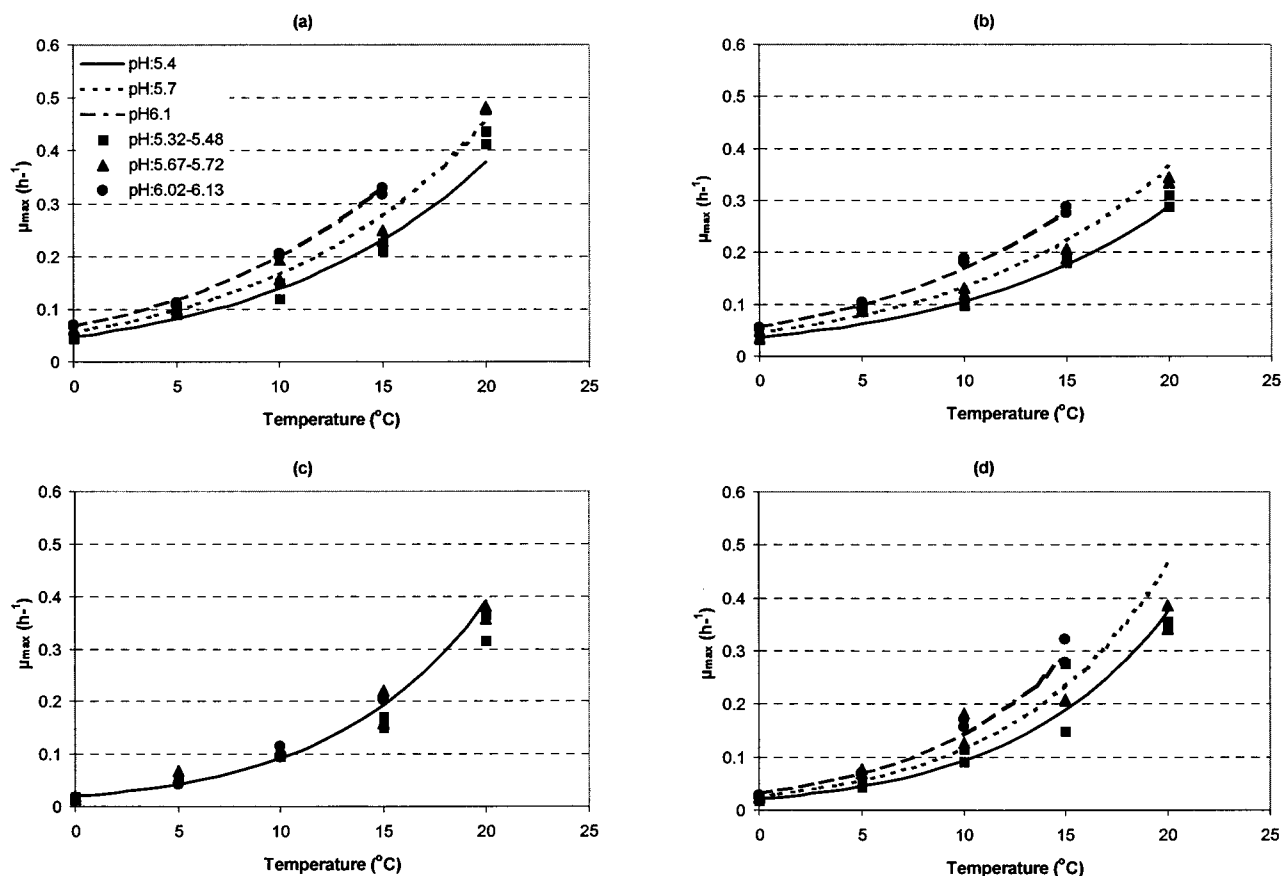 (a)
0.6
0.5
0.4
0.3
0.2
0.1
0
μmax (h-1)
pH:5.4
pH:5.7
pH6.1
pH:5.32-5.48
pH:5.67-5.72
pH:6.02-6.13
0 5 10 15 20 25
Temperature (°C)
(b)
0.6
0.5
0.4
0.3
0.2
0.1
0
μmax (h-1)
0 5 10 15 20 25
Temperature (°C)
(c)
0.6
0.5
0.4
0.3
0.2
0.1
0
μmax (h-1)
0 5 10 15 20 25
Temperature (°C)
(d)
0.6
0.5
0.4
0.3
0.2
0.1
0
μmax (h-1)
0 5 10 15 20 25
Temperature (°C)